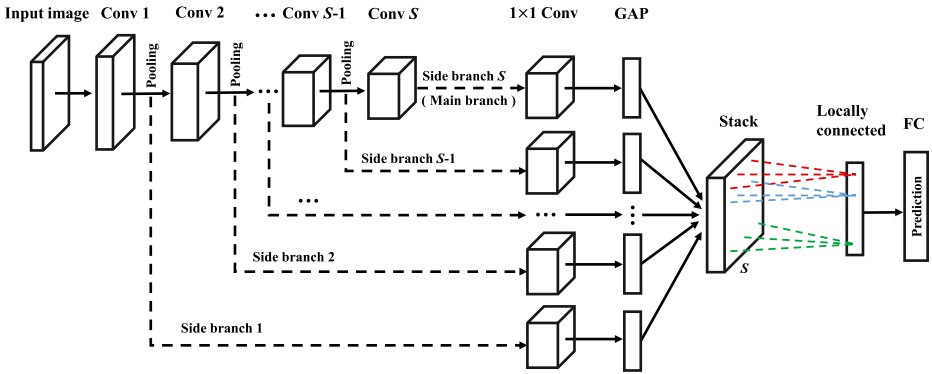 Input image
Conv 1
Conv 2
... Conv S-1
Conv S
1×1 Conv
GAP
Pooling
Pooling
Pooling
...
Side branch S
( Main branch )
Side branch S-1
...
...
Side branch 2
Side branch 1
Stack
S
Locally
connected
FC
Prediction